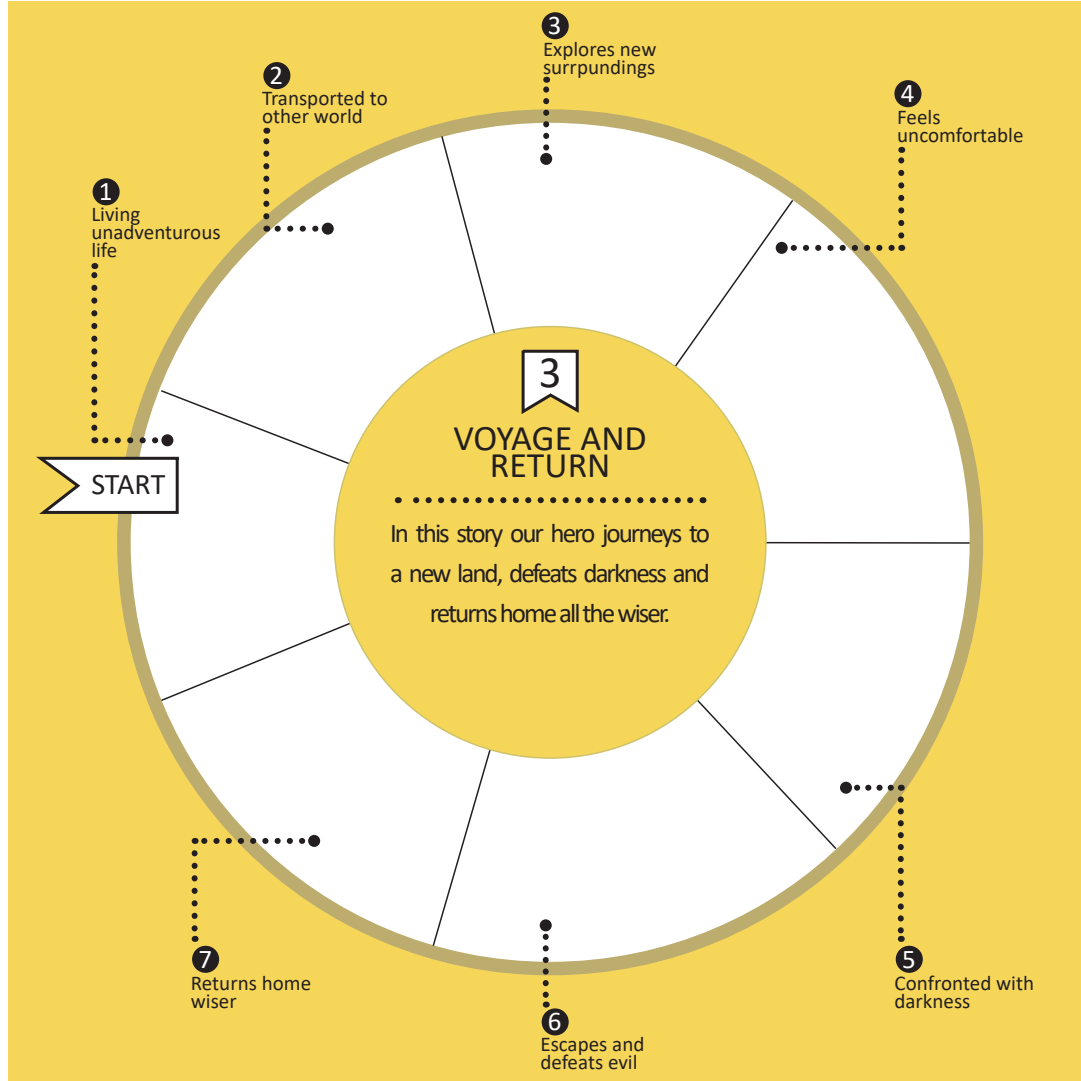 3
Explores new
surrpundings
2
Transported to
other world
4
Feels
uncomfortable
1
Living
unadventurous
life
START
3
VOYAGE AND
RETURN
In this story our hero journeys to
a new land, defeats darkness and
returns home all the wiser.
7
Returns home
wiser
5
Confronted with
darkness
6
Escapes and
defeats evil